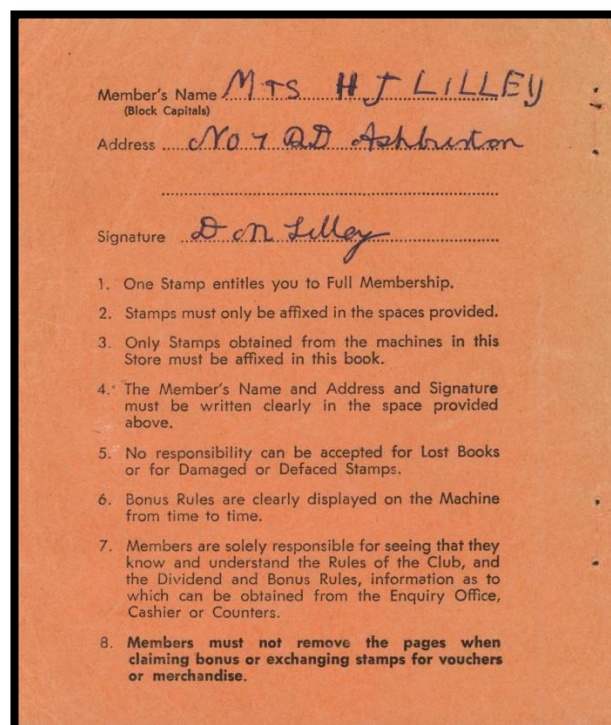 Member's Name Mrs H J LILLEY
(Block Capitals)
Address No 7 RD Ashburton
Signature D M Lilley
1. One Stamp entitles you to Full Membership.
2. Stamps must only be affixed in the spaces provided.
3. Only Stamps obtained from the machines in this
Store must be affixed in this book.
4. The Member's Name and Address and Signature
must be written clearly in the space provided
above.
5. No responsibility can be accepted for Lost Books
or for Damaged or Defaced Stamps.
6. Bonus Rules are clearly displayed on the Machine
from time to time.
7. Members are solely responsible for seeing that they
know and understand the Rules of the Club, and
the Dividend and Bonus Rules, information as to
which can be obtained from the Enquiry Office,
Cashier or Counters.
8. Members must not remove the pages when
claiming bonus or exchanging stamps for vouchers
or merchandise.